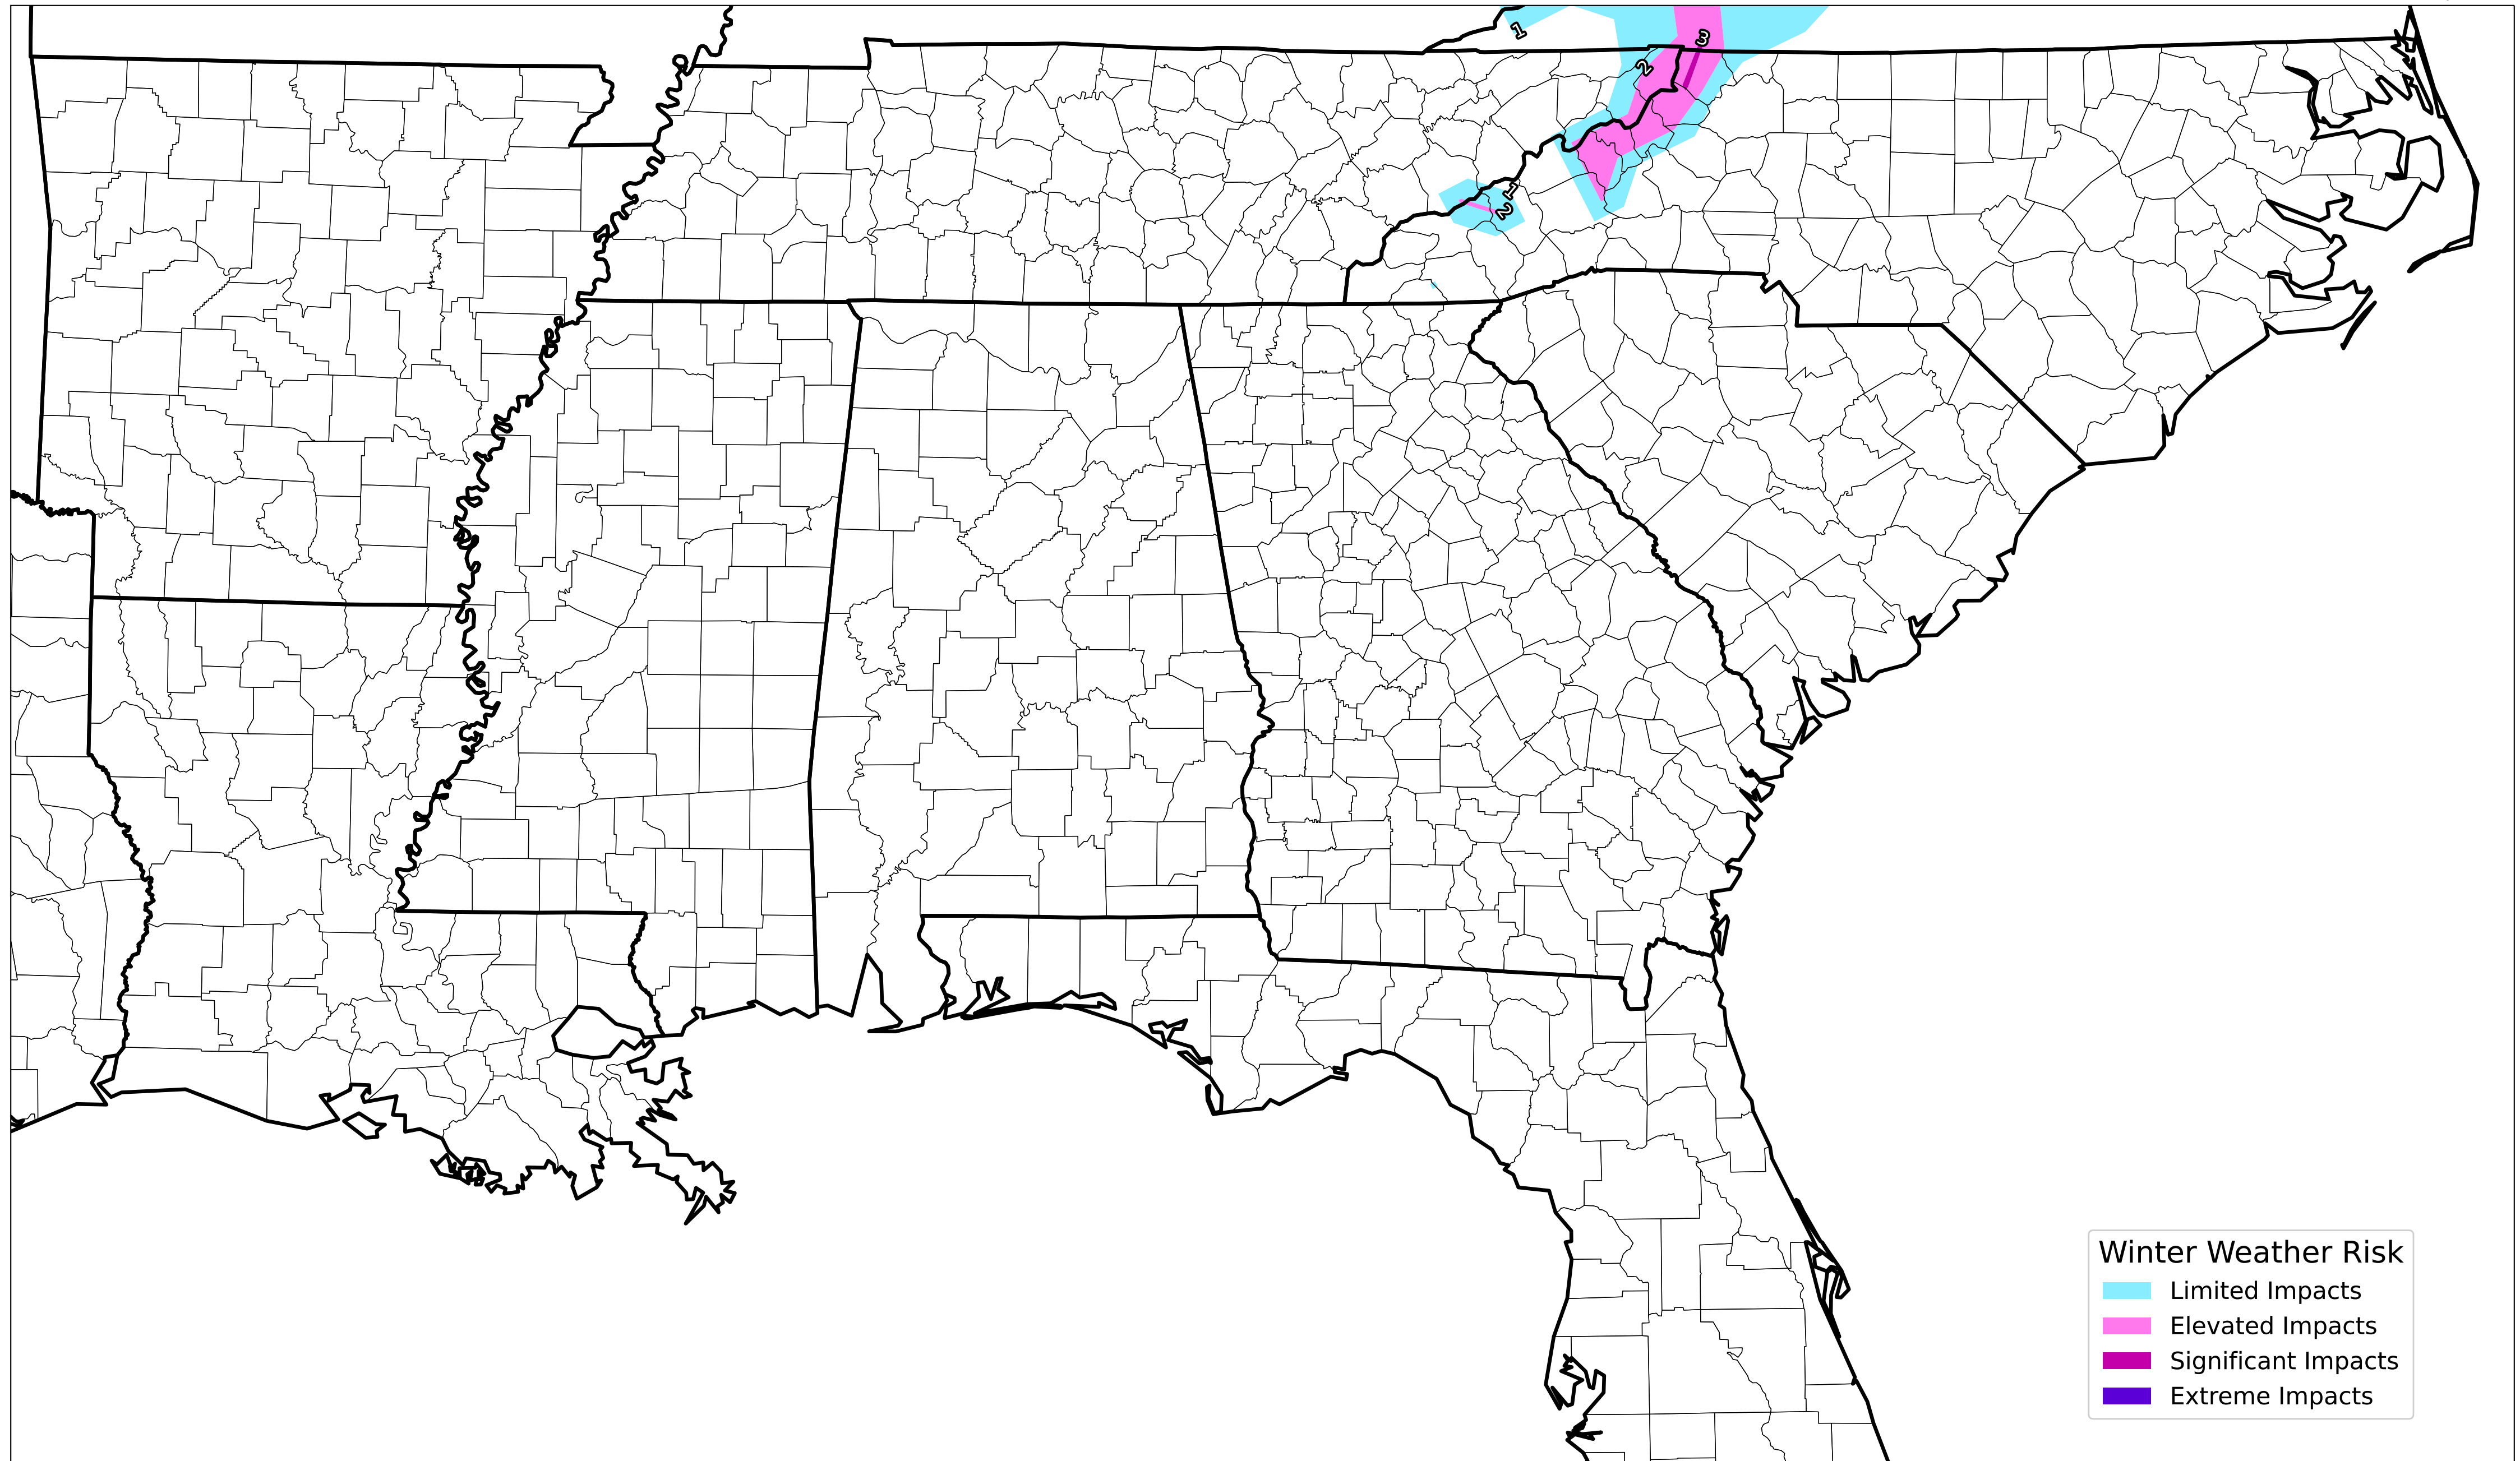 1
3
2
1
2
Winter Weather Risk
Limited Impacts
Elevated Impacts
Significant Impacts
Extreme Impacts